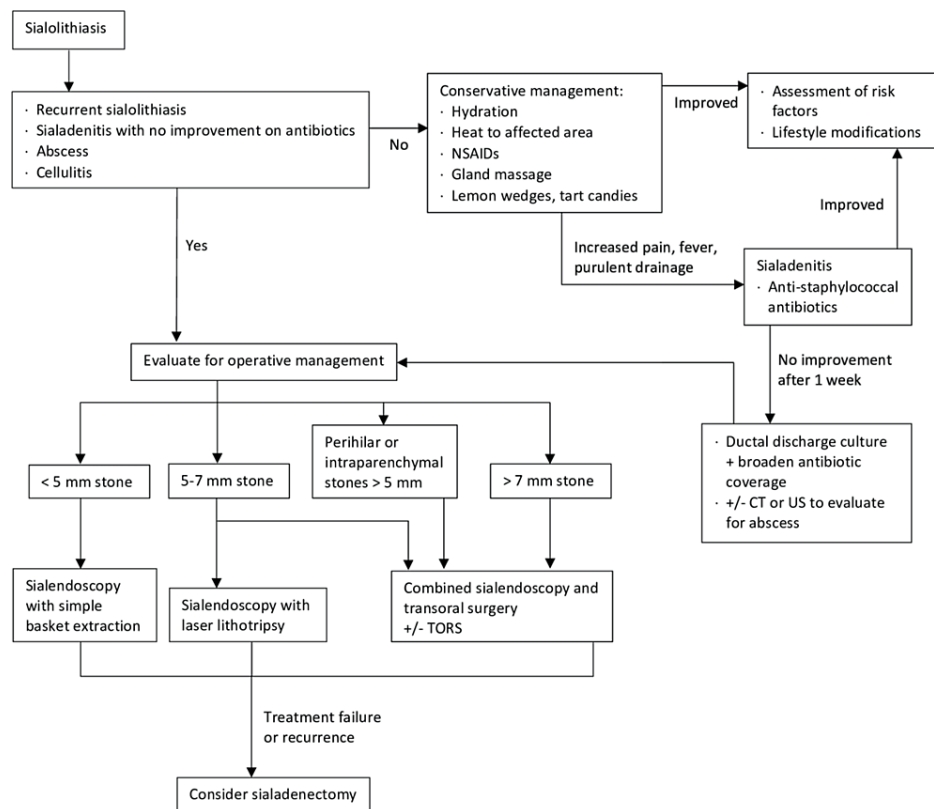 Sialolithiasis
· Recurrent sialolithiasis
· Sialadenitis with no improvement on antibiotics
· Abscess
· Cellulitis
No
Conservative management:
· Hydration
· Heat to affected area
· NSAIDs
· Gland massage
· Lemon wedges, tart candies
Improved
· Assessment of risk
factors
· Lifestyle modifications
Improved
Yes
Increased pain, fever,
purulent drainage
Sialadenitis
· Anti-staphylococcal
antibiotics
Evaluate for operative management
No improvement
after 1 week
· Ductal discharge culture
+ broaden antibiotic
coverage
· +/- CT or US to evaluate
for abscess
< 5 mm stone
5-7 mm stone
Perihilar or
intraparenchymal
stones > 5 mm
> 7 mm stone
Sialendoscopy
with simple
basket extraction
Sialendoscopy with
laser lithotripsy
Combined sialendoscopy and
transoral surgery
+/- TORS
Treatment failure
or recurrence
Consider sialadenectomy